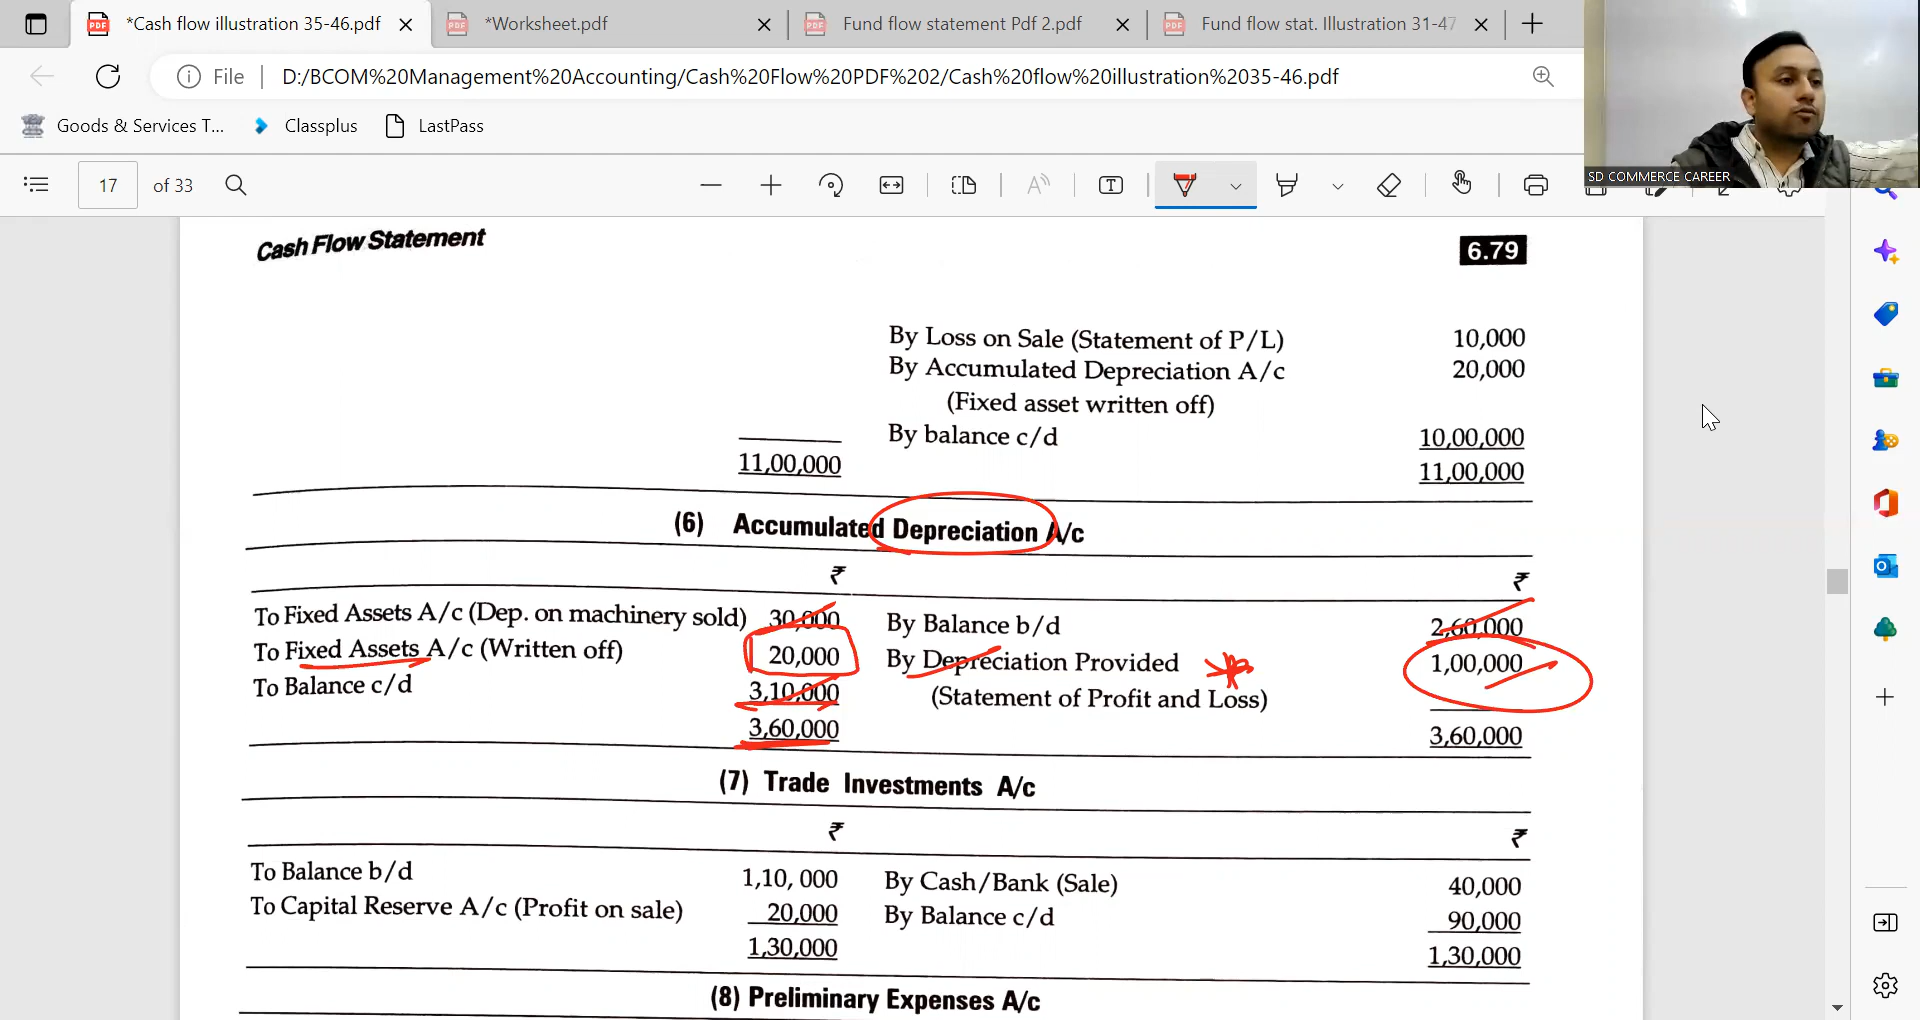 *Cash flow illustration 35-46.pdf
*Worksheet.pdf
Fund flow statement Pdf 2.pdf
Fund flow stat. Illustration 31-47
File
D:/BCOM%20Management%20Accounting/Cash%20Flow%20PDF%202/Cash%20flow%20illustration%2035-46.pdf
Goods & Services T...
Classplus
LastPass
SD COMMERCE CAREER
17 of 33
Cash Flow Statement
6.79
By Loss on Sale (Statement of P/L) 10,000
By Accumulated Depreciation A/c 20,000
(Fixed asset written off)
By balance c/d 10,00,000
11,00,000 11,00,000
(6) Accumulated Depreciation A/c
₹ ₹
To Fixed Assets A/c (Dep. on machinery sold) 30,000 By Balance b/d 2,60,000
To Fixed Assets A/c (Written off) 20,000 By Depreciation Provided 1,00,000
To Balance c/d 3,10,000 (Statement of Profit and Loss)
3,60,000 3,60,000
(7) Trade Investments A/c
₹ ₹
To Balance b/d 1,10,000 By Cash/Bank (Sale) 40,000
To Capital Reserve A/c (Profit on sale) 20,000 By Balance c/d 90,000
1,30,000 1,30,000
(8) Preliminary Expenses A/c